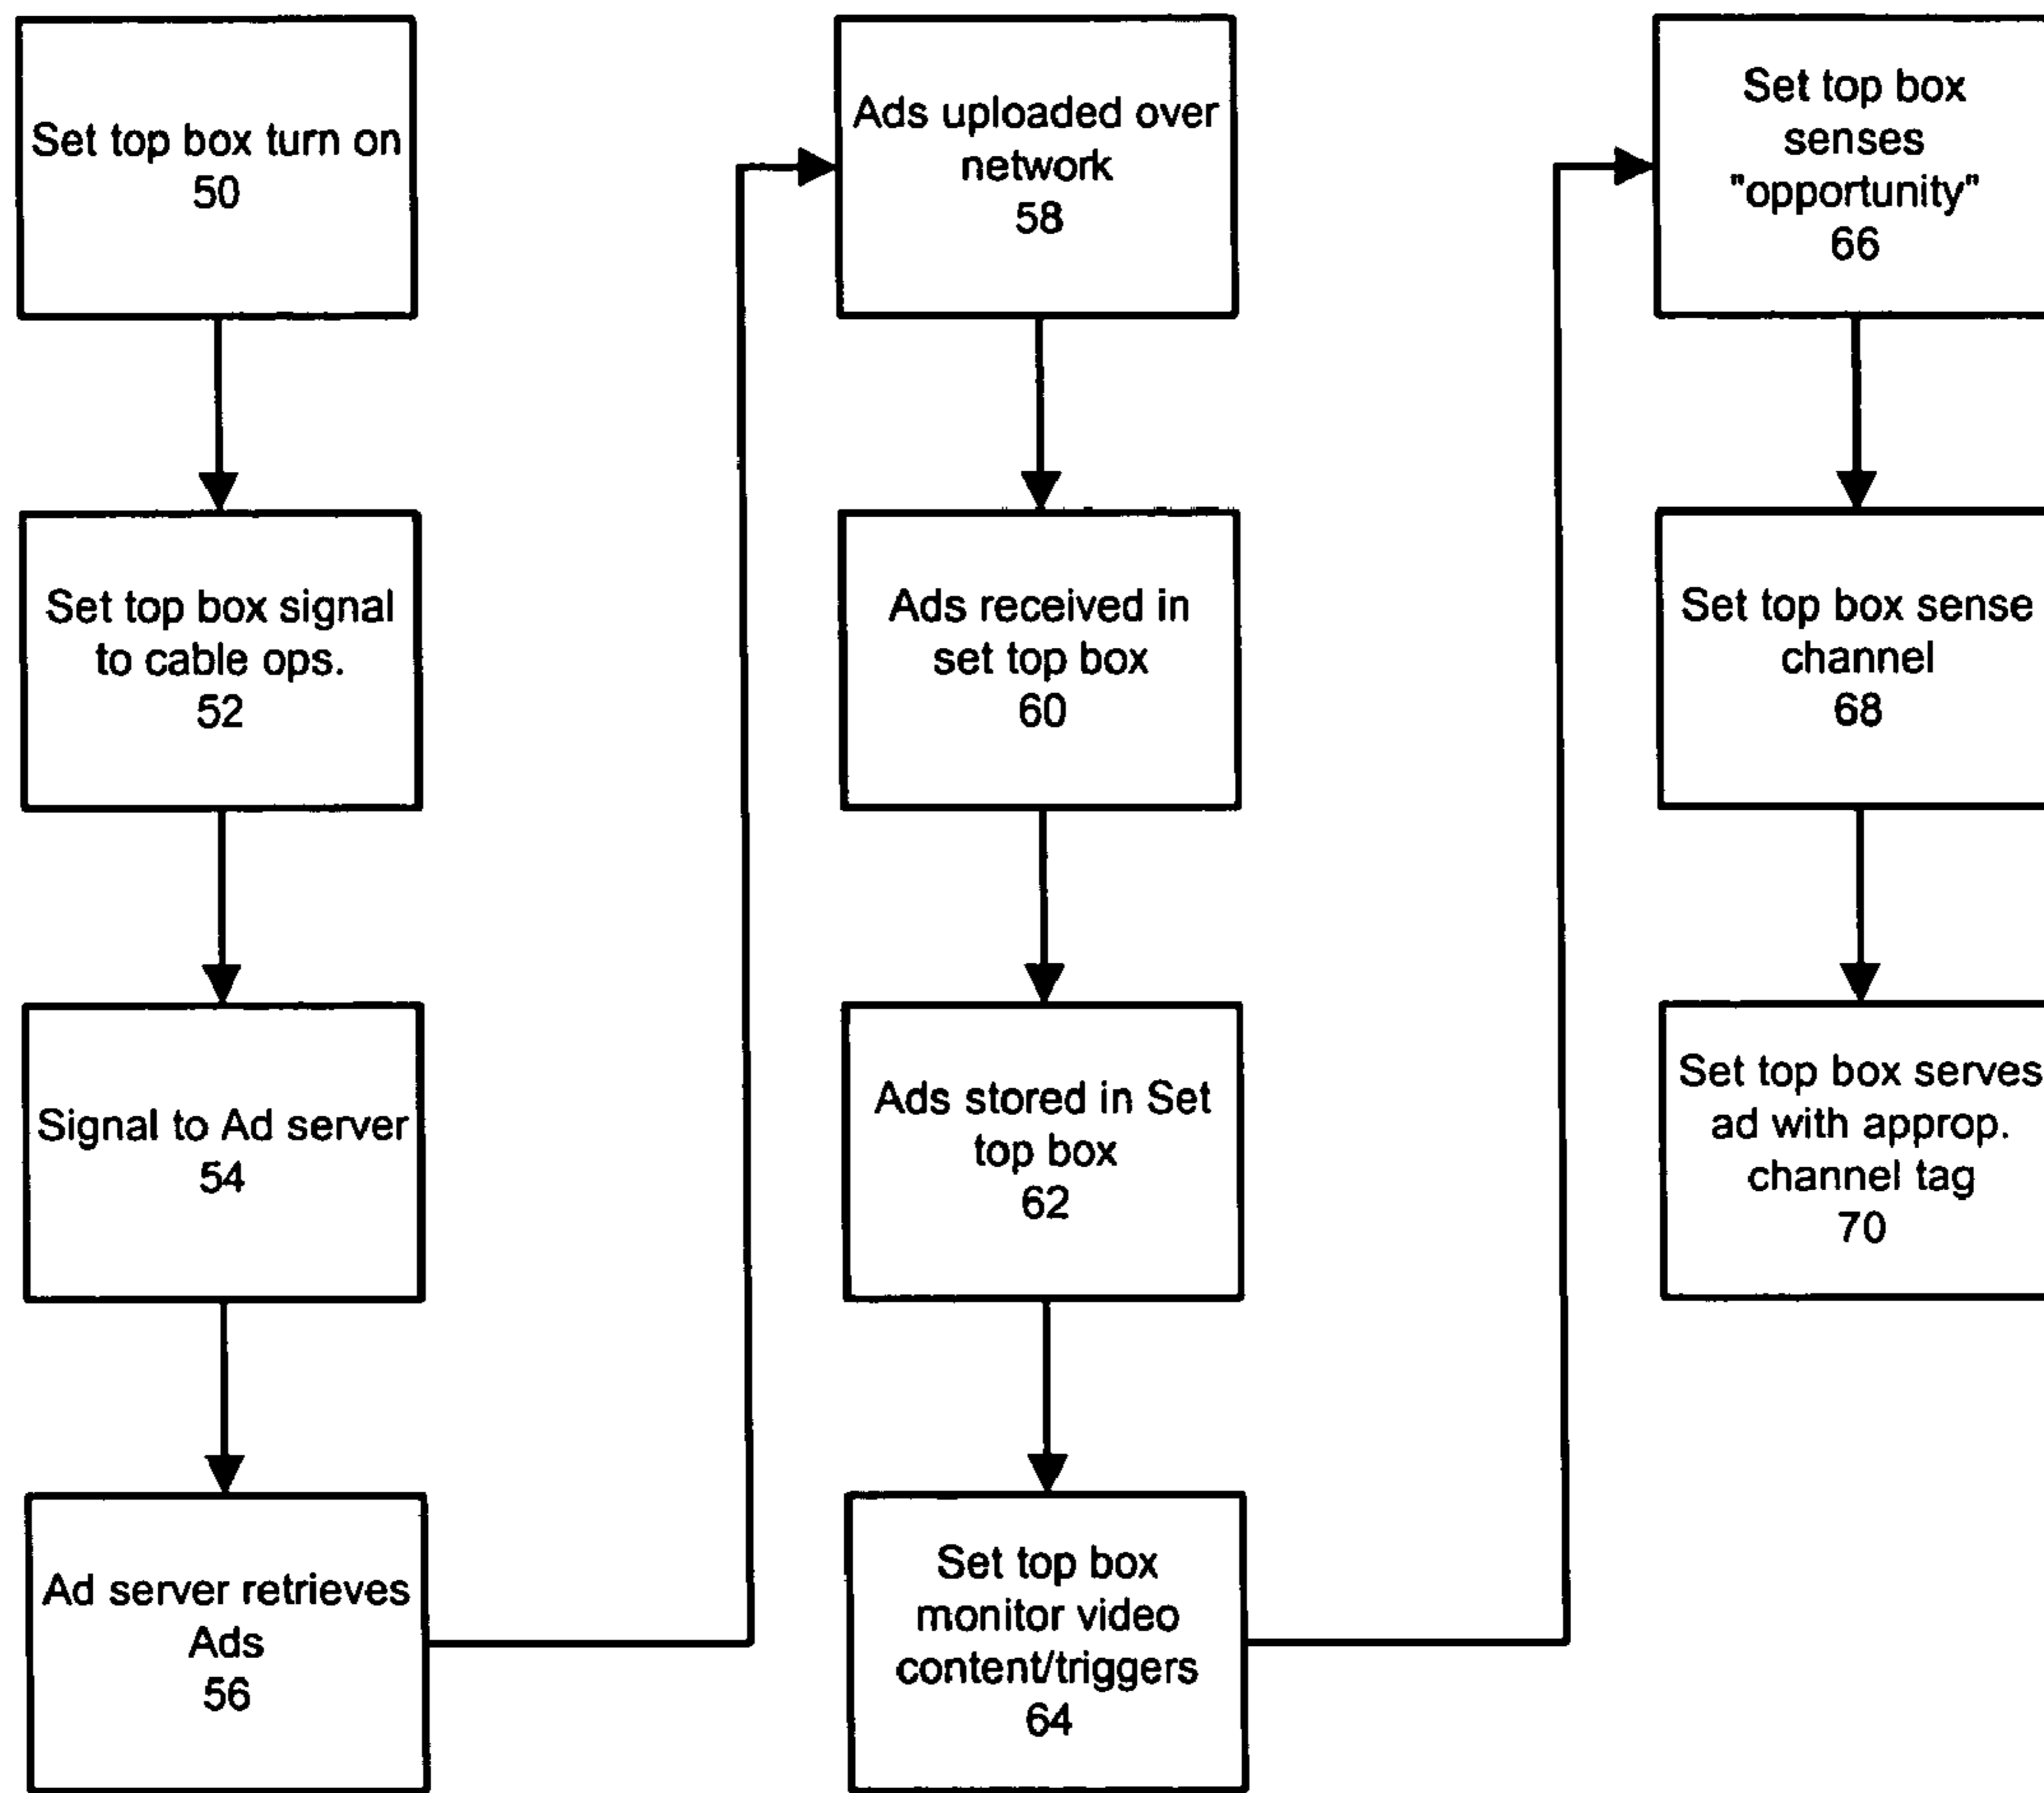 Set top box turn on
50
Set top box signal
to cable ops.
52
Signal to Ad server
54
Ad server retrieves
Ads
56
Ads uploaded over
network
58
Ads received in
set top box
60
Ads stored in Set
top box
62
Set top box
monitor video
content/triggers
64
Set top box
senses
"opportunity"
66
Set top box sense
channel
68
Set top box serves
ad with approp.
channel tag
70